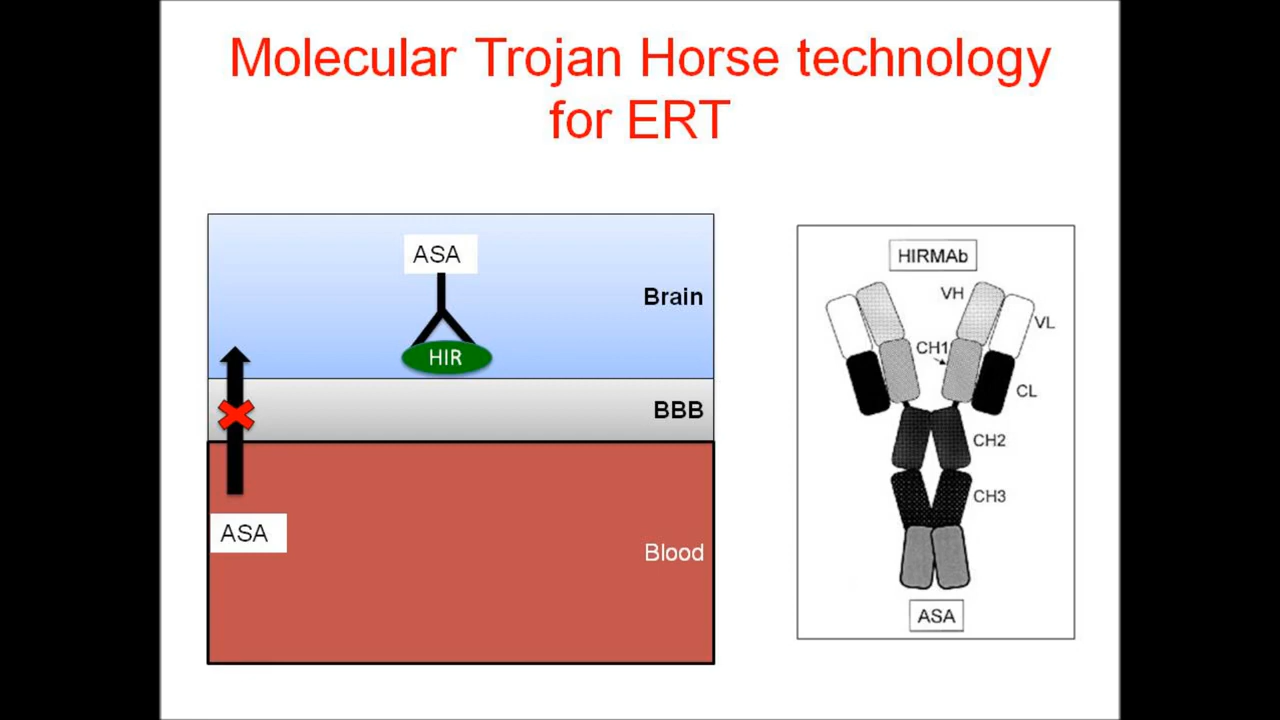 Molecular Trojan Horse technology
for ERT
ASA
Brain
HIR
BBB
ASA
Blood
HIRMAb
VH
VL
CH1
CL
CH2
CH3
ASA